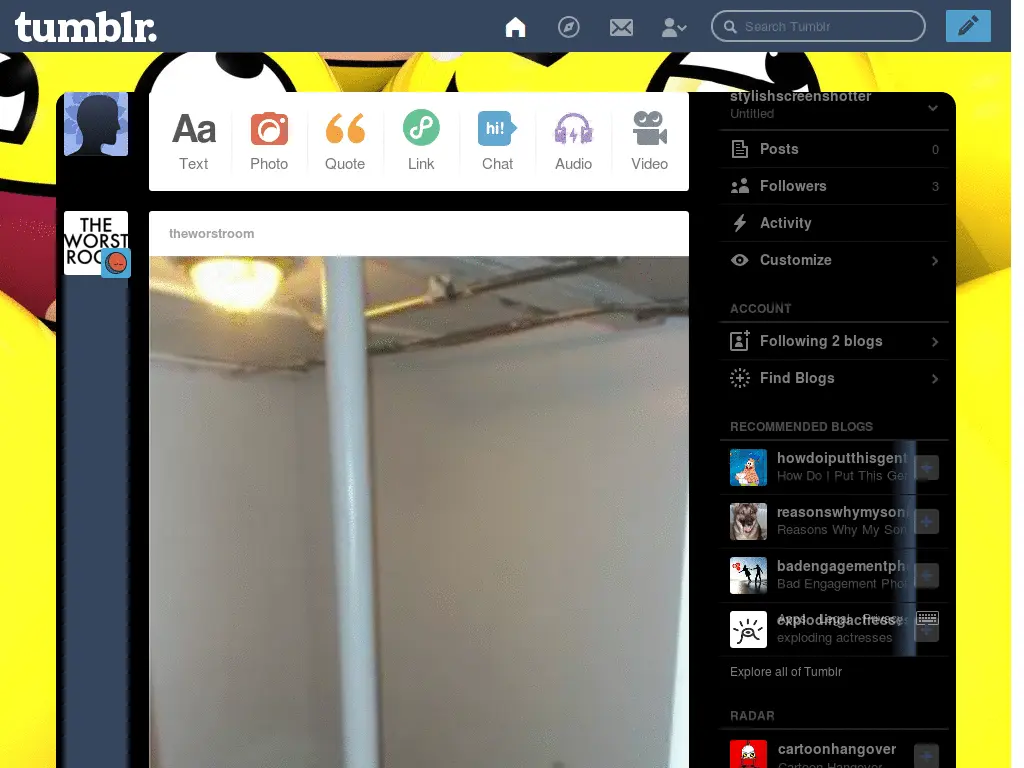 tumblr.
Search Tumblr
Aa
hi!
Text
Photo
Quote
Link
Chat
Audio
Video
THE
WORST
theworstroom
stylishscreenshotter
Untitled
Posts 0
Followers 3
Activity
Customize
ACCOUNT
Following 2 blogs
Find Blogs
RECOMMENDED BLOGS
howdoiputthisgent
How Do I Put This Ge
reasonswhymyson
Reasons Why My Son
badengagementph
Bad Engagement Pho
explodingactresses
Apps Legal Privacy
exploding actresses
Explore all of Tumblr
RADAR
cartoonhangover
Cartoon Hangover